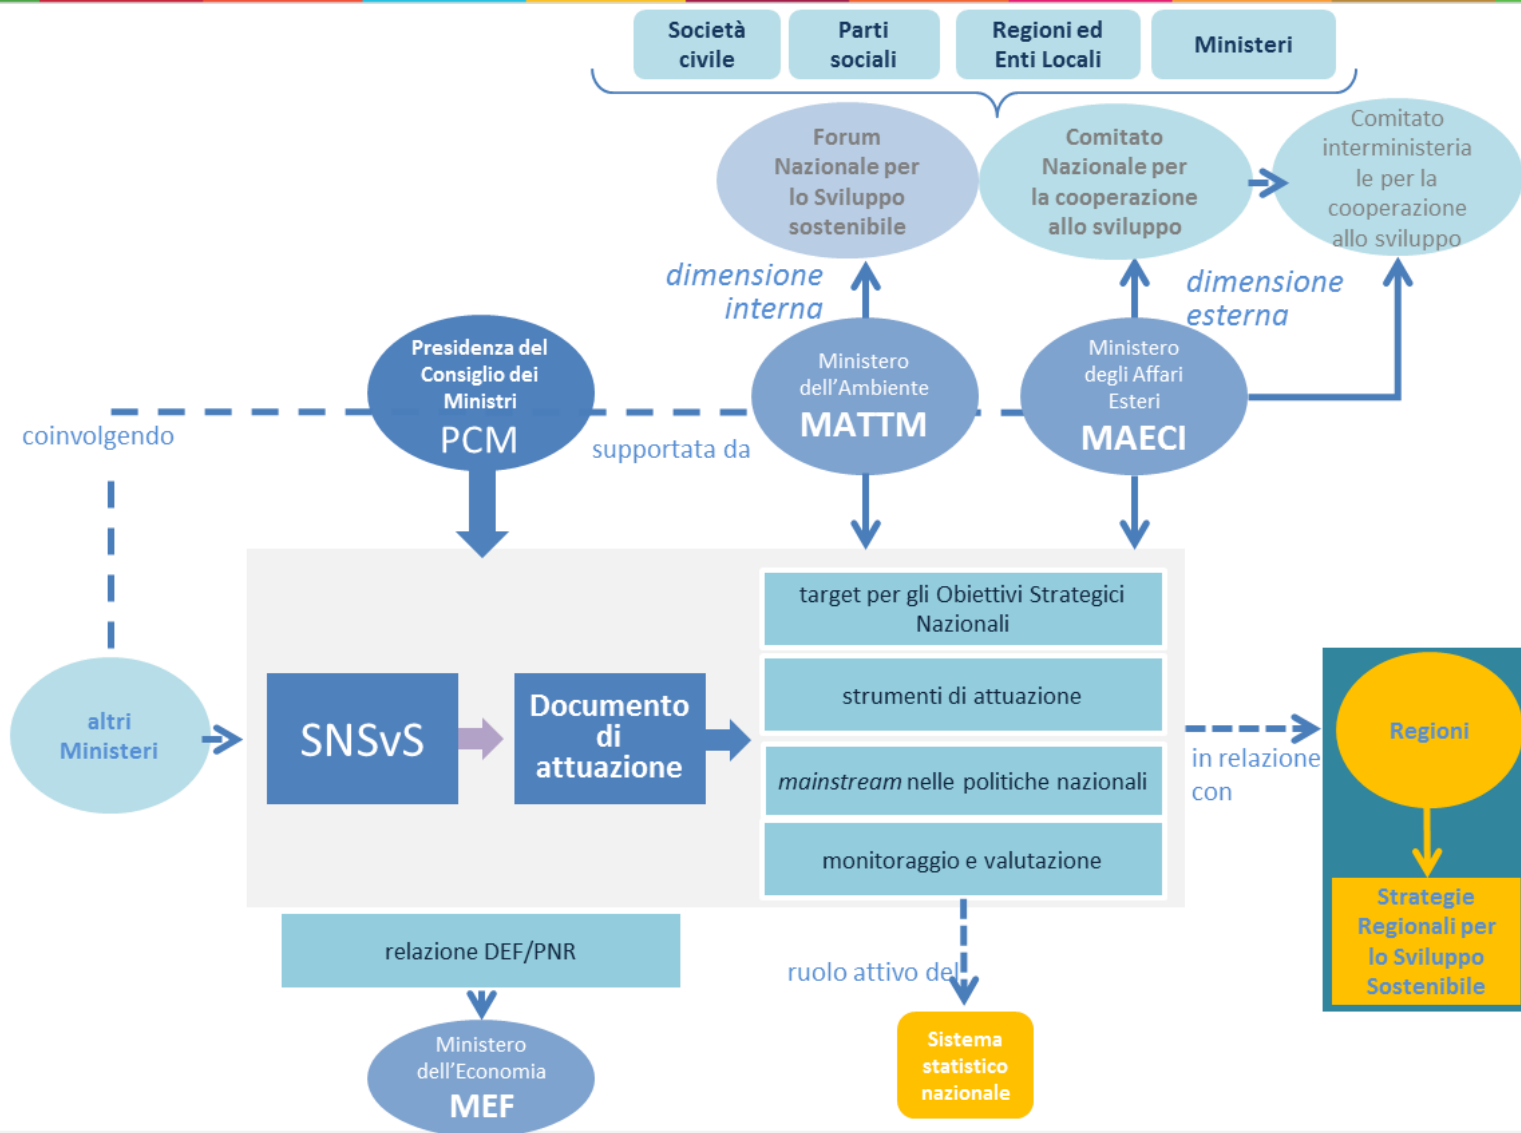 Società
civile
Parti
sociali
Regioni ed
Enti Locali
Ministeri
Forum
Nazionale per
lo Sviluppo
sostenibile
Comitato
Nazionale per
la cooperazione
allo sviluppo
Comitato
interministeria
le per la
cooperazione
allo sviluppo
dimensione
interna
dimensione
esterna
Presidenza del
Consiglio dei
Ministri
PCM
Ministero
dell'Ambiente
MATTM
Ministero
degli Affari
Esteri
MAECI
coinvolgendo
supportata da
target per gli Obiettivi Strategici
Nazionali
strumenti di attuazione
mainstream nelle politiche nazionali
monitoraggio e valutazione
altri
Ministeri
SNSvS
Documento
di
attuazione
in relazione
con
Regioni
Strategie
Regionali per
lo Sviluppo
Sostenibile
relazione DEF/PNR
ruolo attivo del
Ministero
dell'Economia
MEF
Sistema
statistico
nazionale